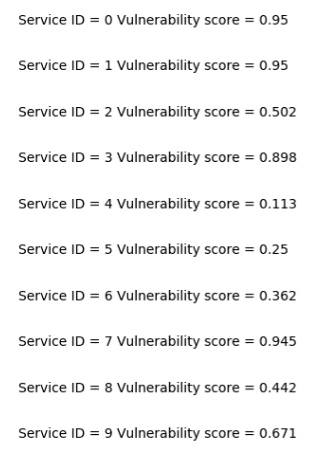 Service ID = 0 Vulnerability score = 0.95
Service ID = 1 Vulnerability score = 0.95
Service ID = 2 Vulnerability score = 0.502
Service ID = 3 Vulnerability score = 0.898
Service ID = 4 Vulnerability score = 0.113
Service ID = 5 Vulnerability score = 0.25
Service ID = 6 Vulnerability score = 0.362
Service ID = 7 Vulnerability score = 0.945
Service ID = 8 Vulnerability score = 0.442
Service ID = 9 Vulnerability score = 0.671